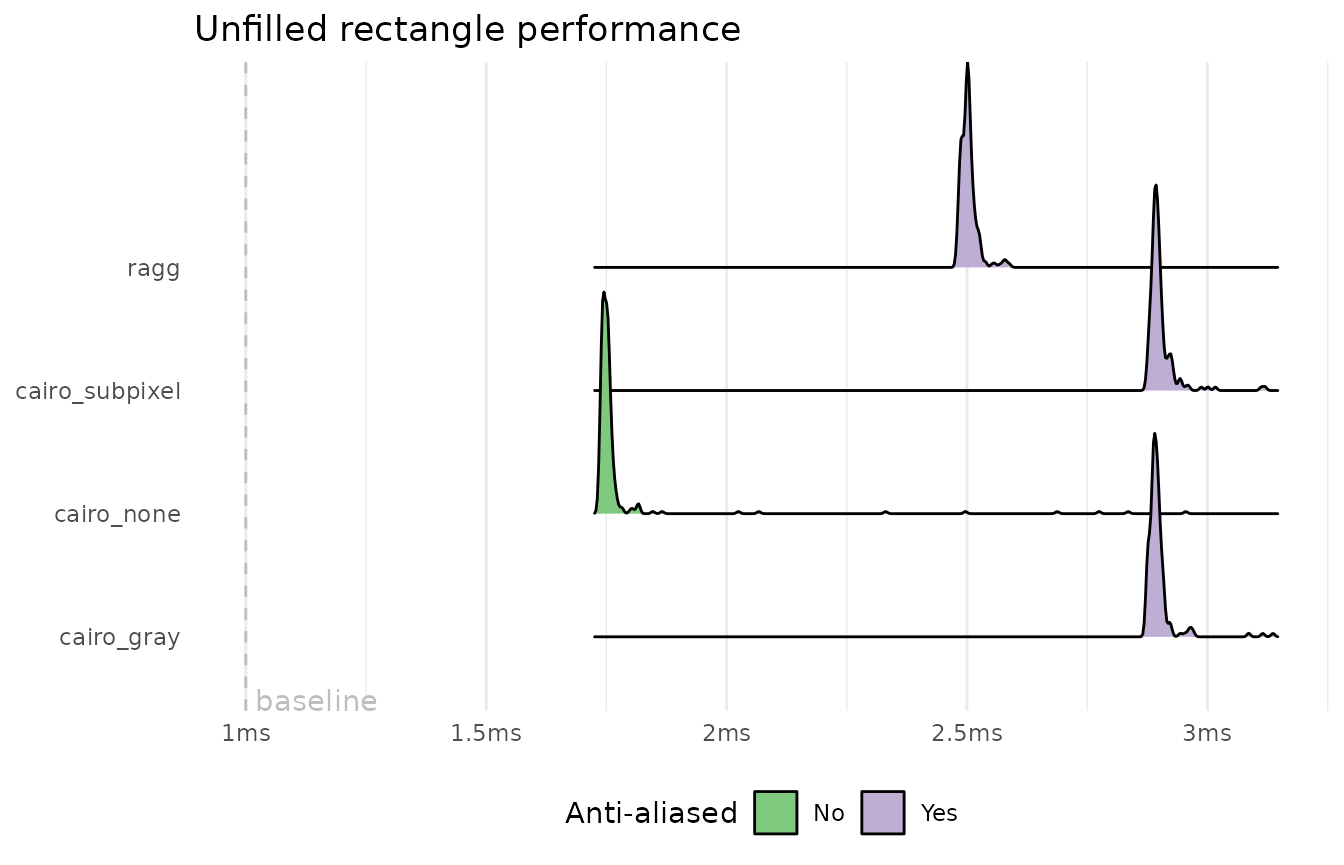 Unfilled rectangle performance
ragg
cairo_subpixel
cairo_none
cairo_gray
baseline
1ms 1.5ms 2ms 2.5ms 3ms
Anti-aliased No Yes